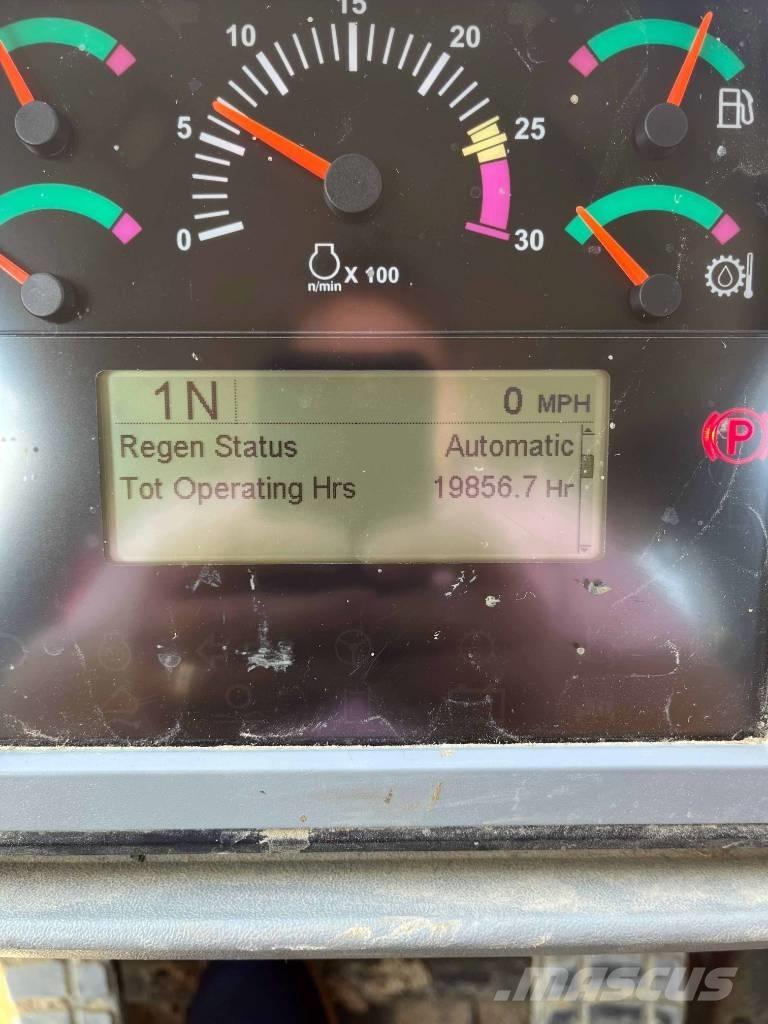 15
10 20
5 25
0 30
n/min X 100
1N 0 MPH
Regen Status Automatic
Tot Operating Hrs 19856.7 Hr
P
MASCUS